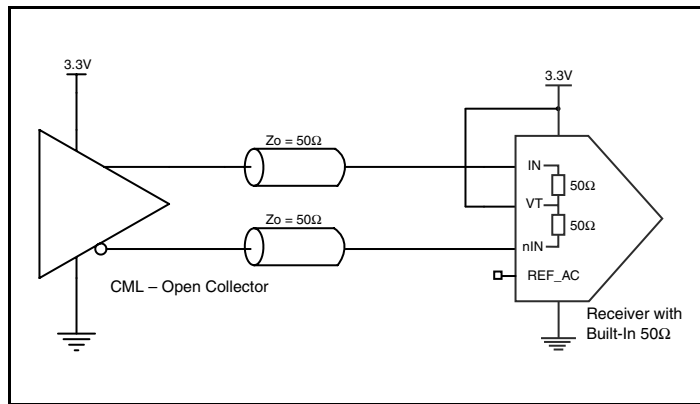 3.3V
3.3V
Zo = 50Ω
IN
50Ω
VT
Zo = 50Ω
50Ω
nIN
REF_AC
CML – Open Collector
Receiver with
Built-In 50Ω